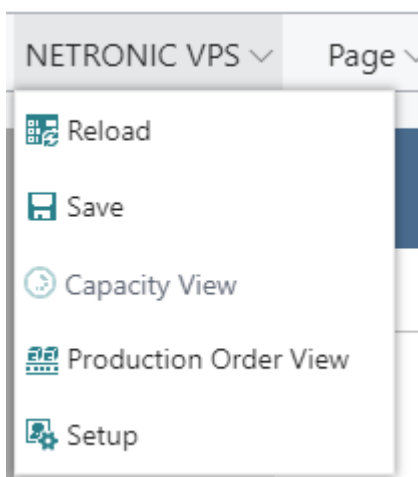 NETRONIC VPS Page
Reload
Save
Capacity View
Production Order View
Setup